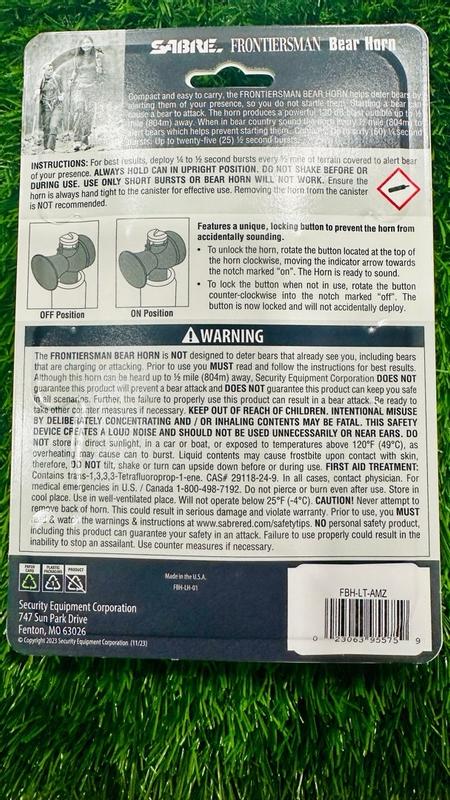 SABRE FRONTIERSMAN Bear Horn
Compact and easy to carry, the FRONTIERSMAN BEAR HORN helps deter bears by
alerting them of your presence, so you do not startle them. Startling a bear can
cause a bear to attack. The horn produces a powerful 120 dB blast audible up to ½
mile (804m) away. When in bear country sound the horn every ½ mile (804m) to
alert bears which helps prevent startling them. Contains: Up to sixty (60) ¼ second
bursts. Up to twenty-five (25) ½ second bursts.
INSTRUCTIONS: For best results, deploy ¼ to ½ second bursts every ½ mile of terrain covered to alert bear
of your presence. ALWAYS HOLD CAN IN UPRIGHT POSITION. DO NOT SHAKE BEFORE OR
DURING USE. USE ONLY SHORT BURSTS OR BEAR HORN WILL NOT WORK. Ensure the
horn is always hand tight to the canister for effective use. Removing the horn from the canister
is NOT recommended.
Features a unique, locking button to prevent the horn from
accidentally sounding.
• To unlock the horn, rotate the button located at the top of
the horn clockwise, moving the indicator arrow towards
the notch marked "on". The Horn is ready to sound.
• To lock the button when not in use, rotate the button
counter-clockwise into the notch marked "off". The
button is now locked and will not accidentally deploy.
OFF Position
ON Position
WARNING
The FRONTIERSMAN BEAR HORN is NOT designed to deter bears that already see you, including bears
that are charging or attacking. Prior to use you MUST read and follow the instructions for best results.
Although this horn can be heard up to ½ mile (804m) away, Security Equipment Corporation DOES NOT
guarantee this product will prevent a bear attack and DOES NOT guarantee this product can keep you safe
in all scenarios. Further, the failure to properly use this product can result in a bear attack. Be ready to
take other counter measures if necessary. KEEP OUT OF REACH OF CHILDREN. INTENTIONAL MISUSE
BY DELIBERATELY CONCENTRATING AND / OR INHALING CONTENTS MAY BE FATAL. THIS SAFETY
DEVICE CREATES A LOUD NOISE AND SHOULD NOT BE USED UNNECESSARILY OR NEAR EARS. DO
NOT store in direct sunlight, in a car or boat, or exposed to temperatures above 120°F (49°C), as
overheating may cause can to burst. Liquid contents may cause frostbite upon contact with skin,
therefore, DO NOT tilt, shake or turn can upside down before or during use. FIRST AID TREATMENT:
Contains trans-1,3,3,3-Tetrafluoroprop-1-ene. CAS# 29118-24-9. In all cases, contact physician. For
medical emergencies in U.S. / Canada 1-800-498-7192. Do not pierce or burn even after use. Store in
cool place. Use in well-ventilated place. Will not operate below 25°F (-4°C). CAUTION! Never attempt to
remove back of horn. This could result in serious damage and violate warranty. Prior to use, you MUST
read & watch the warnings & instructions at www.sabrered.com/safetytips. NO personal safety product,
including this product can guarantee your safety in an attack. Failure to use properly could result in the
inability to stop an assailant. Use counter measures if necessary.
PAPER CARD
PLASTIC PACKAGING
PRODUCT
Made in the U.S.A.
FBH-LH-01
Security Equipment Corporation
747 Sun Park Drive
Fenton, MO 63026
© Copyright 2023 Security Equipment Corporation (11/23)
FBH-LT-AMZ
0 23063 95575 9